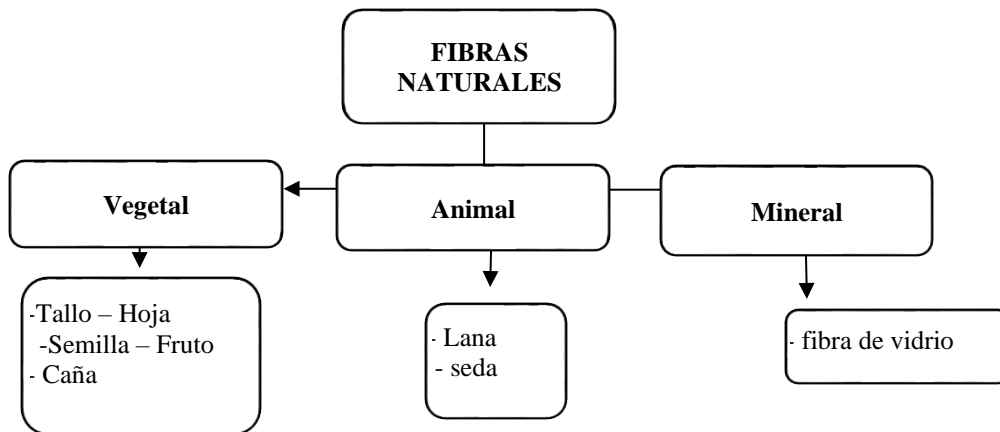 FIBRAS
NATURALES
Vegetal
Animal
Mineral
-Tallo – Hoja
-Semilla – Fruto
- Caña
- Lana
- seda
- fibra de vidrio